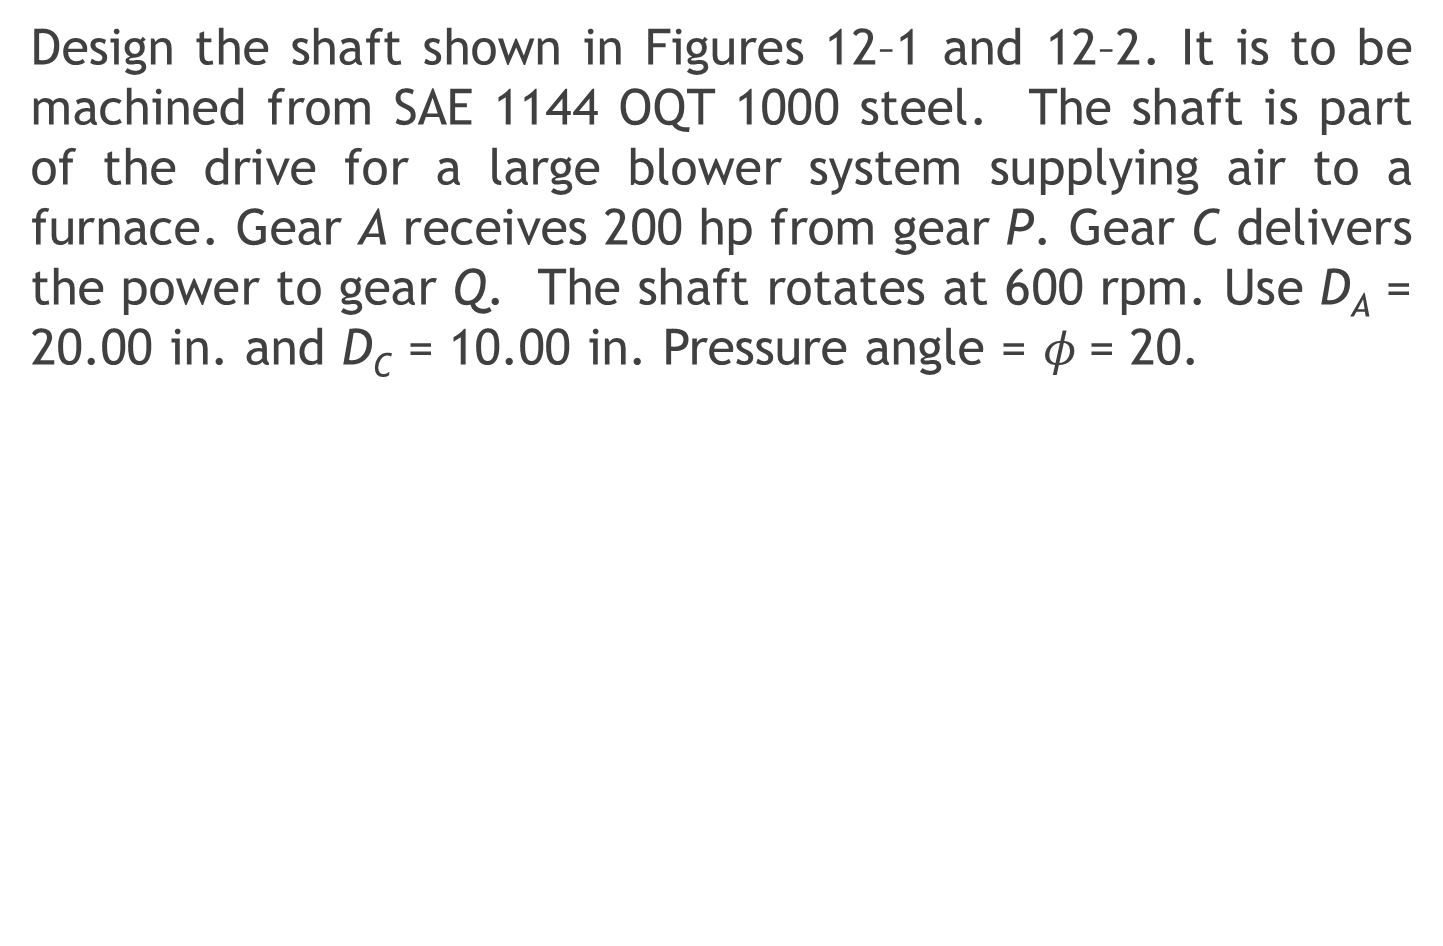 Design the shaft shown in Figures 12–1 and 12–2. It is to be
machined from SAE 1144 OQT 1000 steel. The shaft is part
of the drive for a large blower system supplying air to a
furnace. Gear A receives 200 hp from gear P. Gear C delivers
the power to gear Q. The shaft rotates at 600 rpm. Use D_A =
20.00 in. and D_C = 10.00 in. Pressure angle = ϕ = 20.